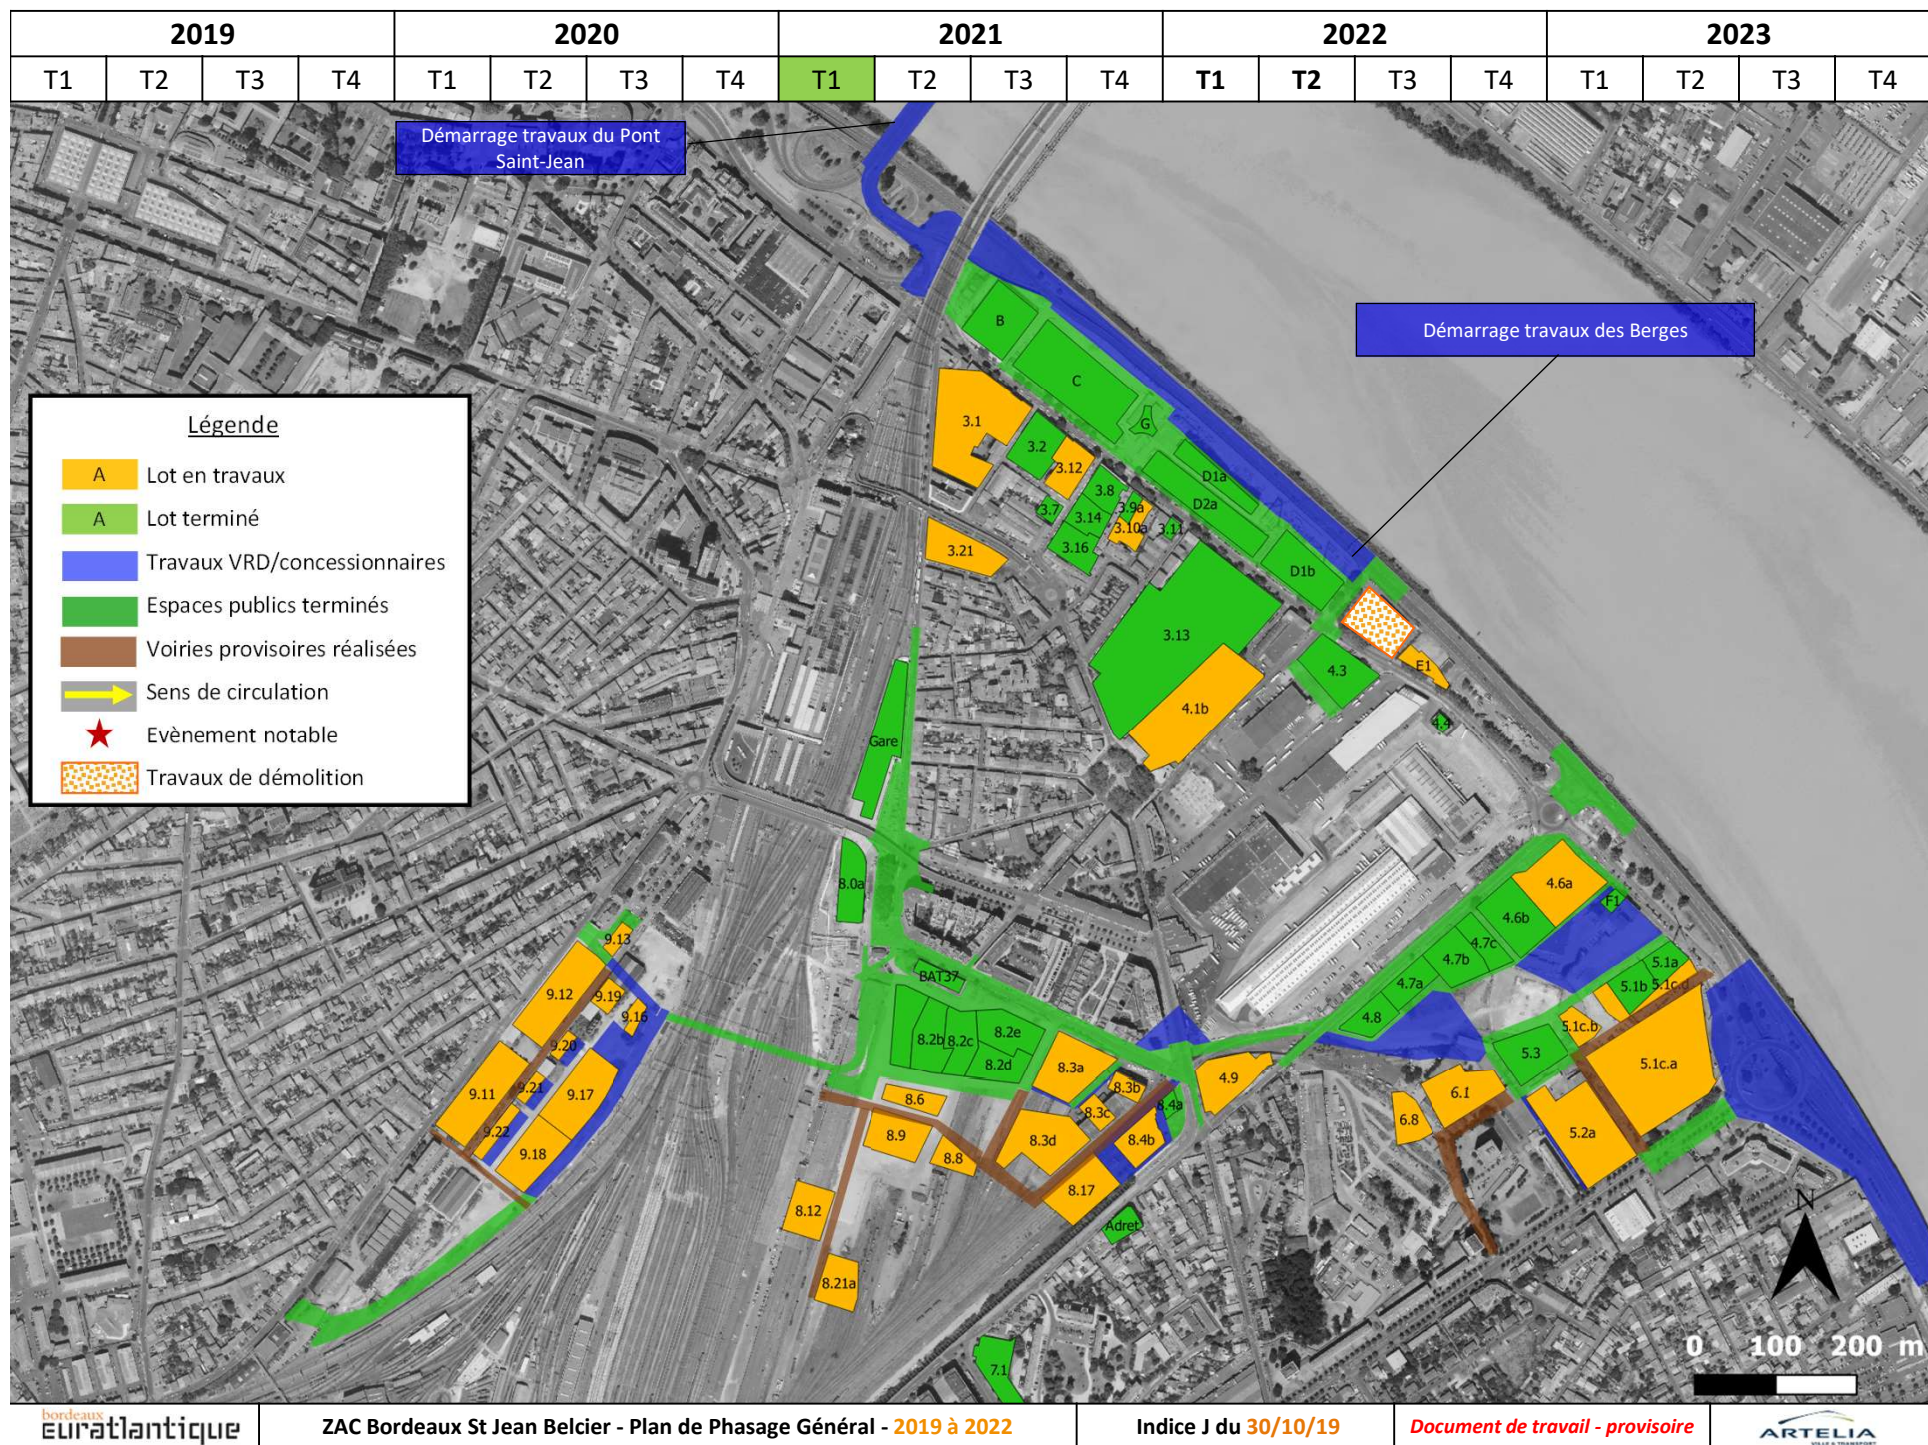 2019 2020 2021 2022 2023
T1 T2 T3 T4 T1 T2 T3 T4 T1 T2 T3 T4 T1 T2 T3 T4 T1 T2 T3 T4
Démarrage travaux du Pont
Saint-Jean
Démarrage travaux des Berges
Légende
A Lot en travaux
A Lot terminé
Travaux VRD/concessionnaires
Espaces publics terminés
Voiries provisoires réalisées
Sens de circulation
Evènement notable
Travaux de démolition
B
C
G
3.1
3.2
3.12
3.8
3.7
3.9a
3.14
3.10a
3.11
3.16
3.21
D1a
D2a
D1b
3.13
4.1b
4.3
E1
4.4
Gare
8.0a
BAT37
8.2b
8.2c
8.2e
8.2d
8.3a
8.3b
8.3c
8.3d
8.4a
8.4b
8.6
8.9
8.8
8.12
8.17
8.21a
Adret
7.1
4.9
4.8
4.7a
4.7b
4.7c
4.6b
4.6a
F1
5.1a
5.1b
5.1c.d
5.1c.b
5.1c.a
5.3
5.2a
6.1
6.8
9.13
9.12
9.19
9.16
9.20
9.11
9.21
9.17
9.22
9.18
N
0 100 200 m
bordeaux
euratlantique
ZAC Bordeaux St Jean Belcier - Plan de Phasage Général - 2019 à 2022
Indice J du 30/10/19
Document de travail - provisoire
ARTELIA
VILLE & TRANSPORT